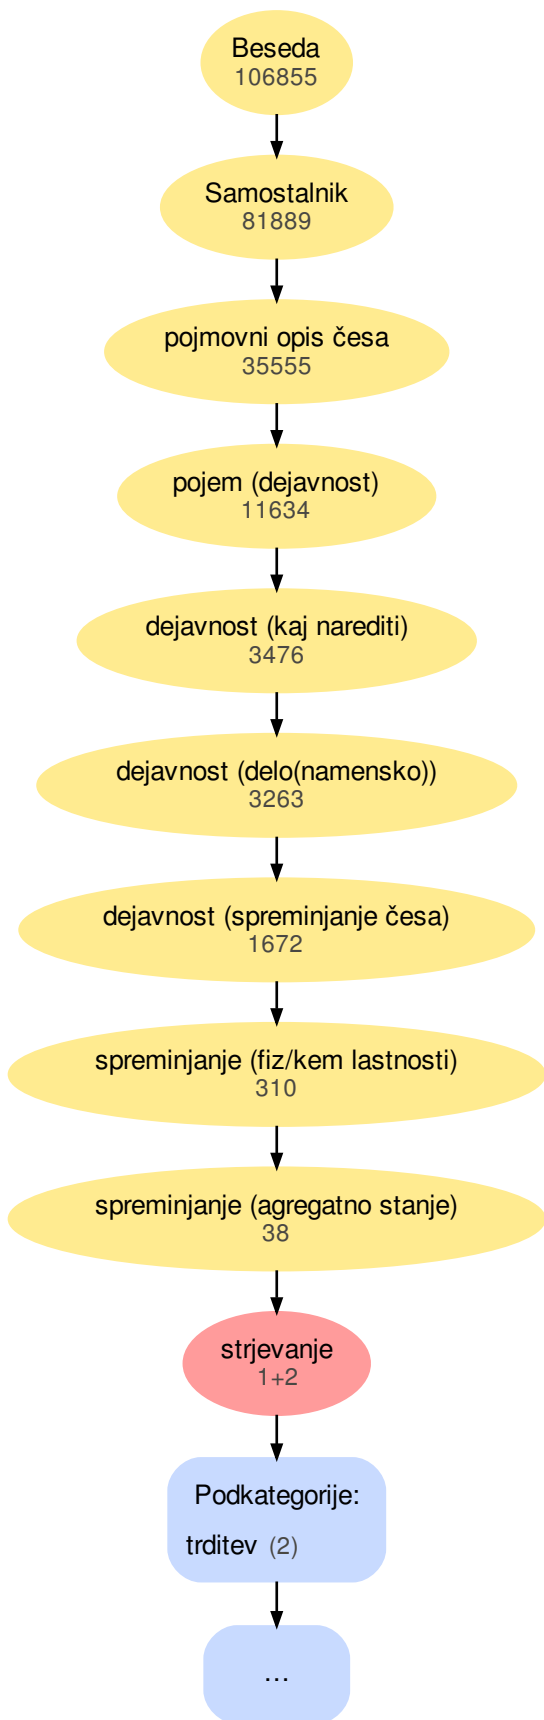 Beseda
106855
Samostalnik
81889
pojmovni opis česa
35555
pojem (dejavnost)
11634
dejavnost (kaj narediti)
3476
dejavnost (delo(namensko))
3263
dejavnost (spreminjanje česa)
1672
spreminjanje (fiz/kem lastnosti)
310
spreminjanje (agregatno stanje)
38
strjevanje
1+2
Podkategorije:
trditev (2)
...